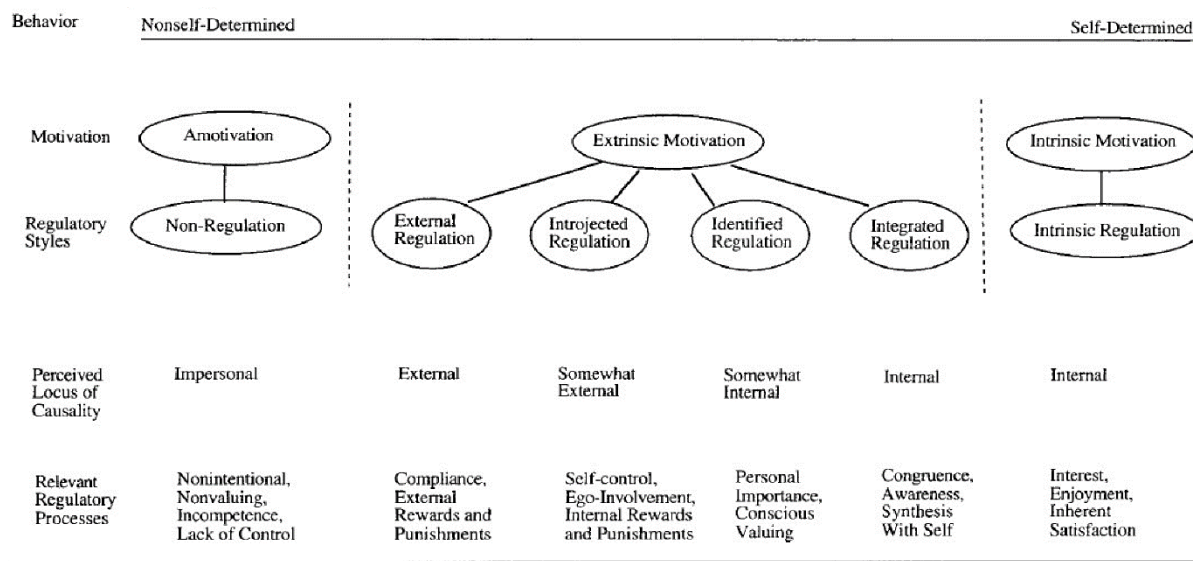 Behavior
Nonself-Determined
Self-Determined
Motivation
Amotivation
Extrinsic Motivation
Intrinsic Motivation
Regulatory
Styles
Non-Regulation
External
Regulation
Introjected
Regulation
Identified
Regulation
Integrated
Regulation
Intrinsic Regulation
Perceived
Locus of
Causality
Impersonal
External
Somewhat
External
Somewhat
Internal
Internal
Internal
Relevant
Regulatory
Processes
Nonintentional,
Nonvaluing,
Incompetence,
Lack of Control
Compliance,
External
Rewards and
Punishments
Self-control,
Ego-Involvement,
Internal Rewards
and Punishments
Personal
Importance,
Conscious
Valuing
Congruence,
Awareness,
Synthesis
With Self
Interest,
Enjoyment,
Inherent
Satisfaction